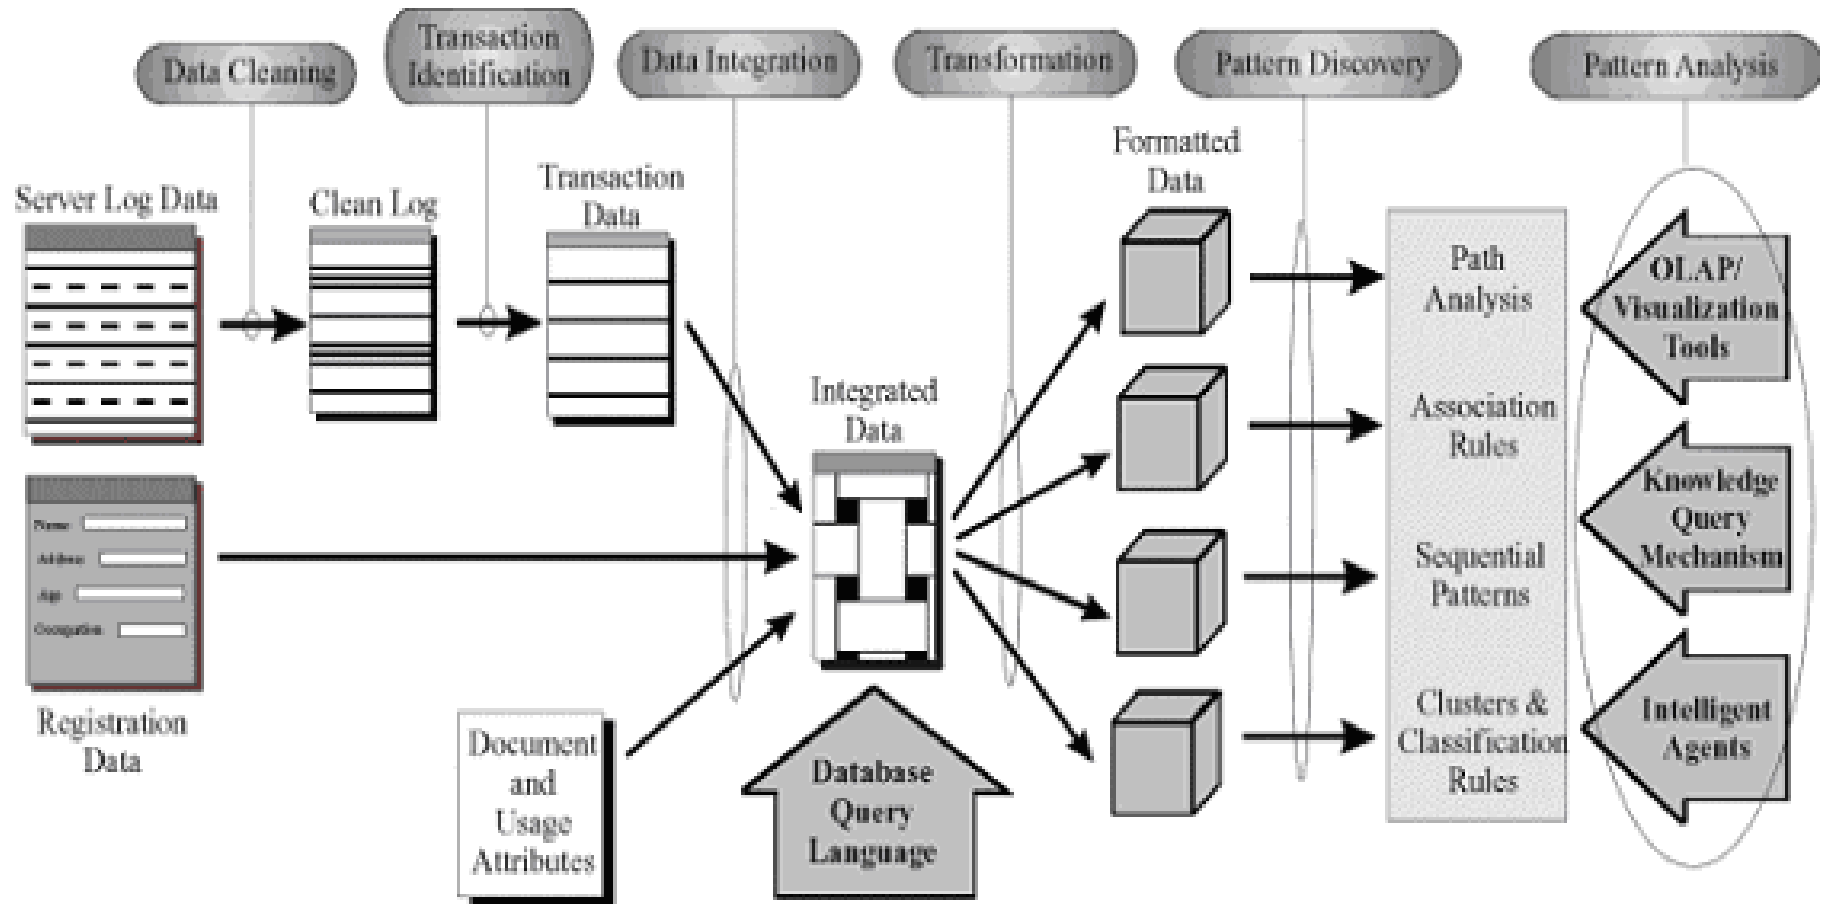 Data Cleaning
Transaction
Identification
Data Integration
Transformation
Pattern Discovery
Pattern Analysis
Server Log Data
Clean Log
Transaction
Data
Formatted
Data
Path
Analysis
Association
Rules
Sequential
Patterns
Clusters &
Classification
Rules
OLAP/
Visualization
Tools
Knowledge
Query
Mechanism
Intelligent
Agents
Integrated
Data
Name
Address
Age
Occupation
Registration
Data
Document
and
Usage
Attributes
Database
Query
Language